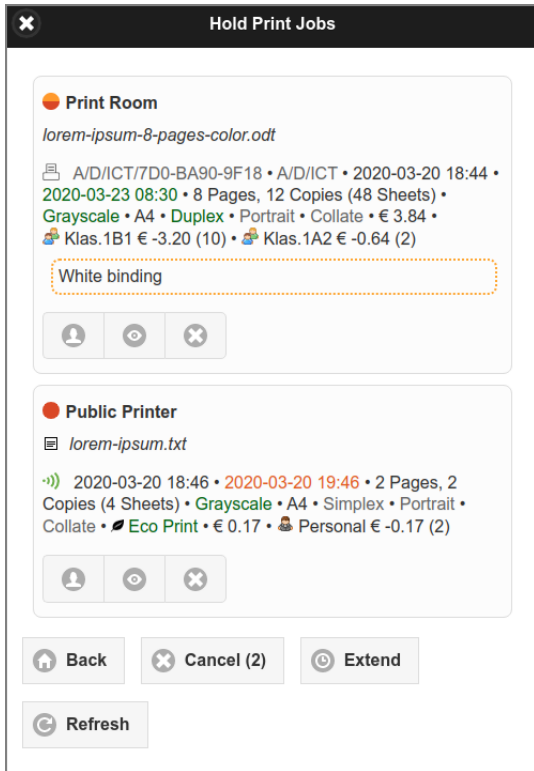 Hold Print Jobs
Print Room
lorem-ipsum-8-pages-color.odt
A/D/ICT/7D0-BA90-9F18 • A/D/ICT • 2020-03-20 18:44 •
2020-03-23 08:30 • 8 Pages, 12 Copies (48 Sheets) •
Grayscale • A4 • Duplex • Portrait • Collate • € 3.84 •
Klas.1B1 € -3.20 (10) • Klas.1A2 € -0.64 (2)
White binding
Public Printer
lorem-ipsum.txt
2020-03-20 18:46 • 2020-03-20 19:46 • 2 Pages, 2
Copies (4 Sheets) • Grayscale • A4 • Simplex • Portrait •
Collate • Eco Print • € 0.17 • Personal € -0.17 (2)
Back Cancel (2) Extend
Refresh